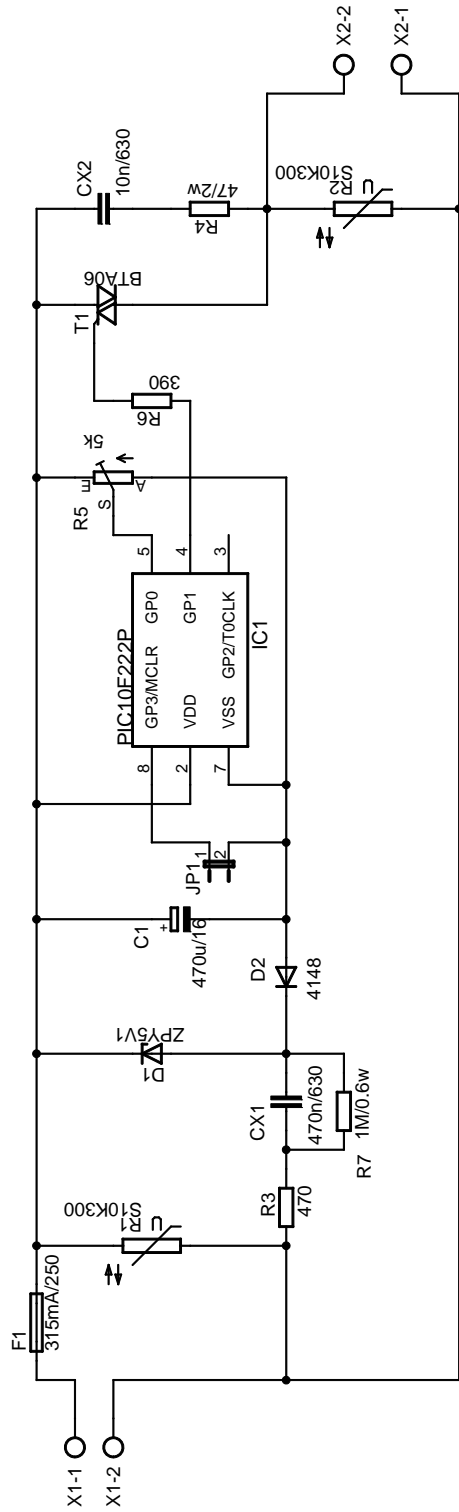 X1-1
X1-2
F1
315mA/250
R1
S10K300
U
R3
470
CX1
470n/630
R7
1M/0.6w
D1
ZPY5V1
D2
4148
C1
+
470u/16
JP1
1
2
PIC10F222P
8
GP3/MCLR
2
VDD
7
VSS
GP0
5
GP1
4
GP2/T0CLK
3
IC1
R5
5k
E
S
A
R6
390
T1
BTA06
CX2
10n/630
R4
47/2w
R2
S10K300
U
X2-2
X2-1